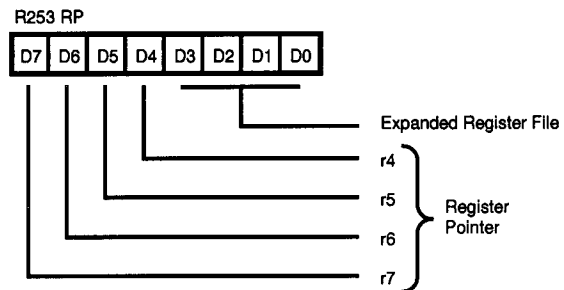 R253 RP
D7 D6 D5 D4 D3 D2 D1 D0
Expanded Register File
r4
r5
r6
r7
Register
Pointer